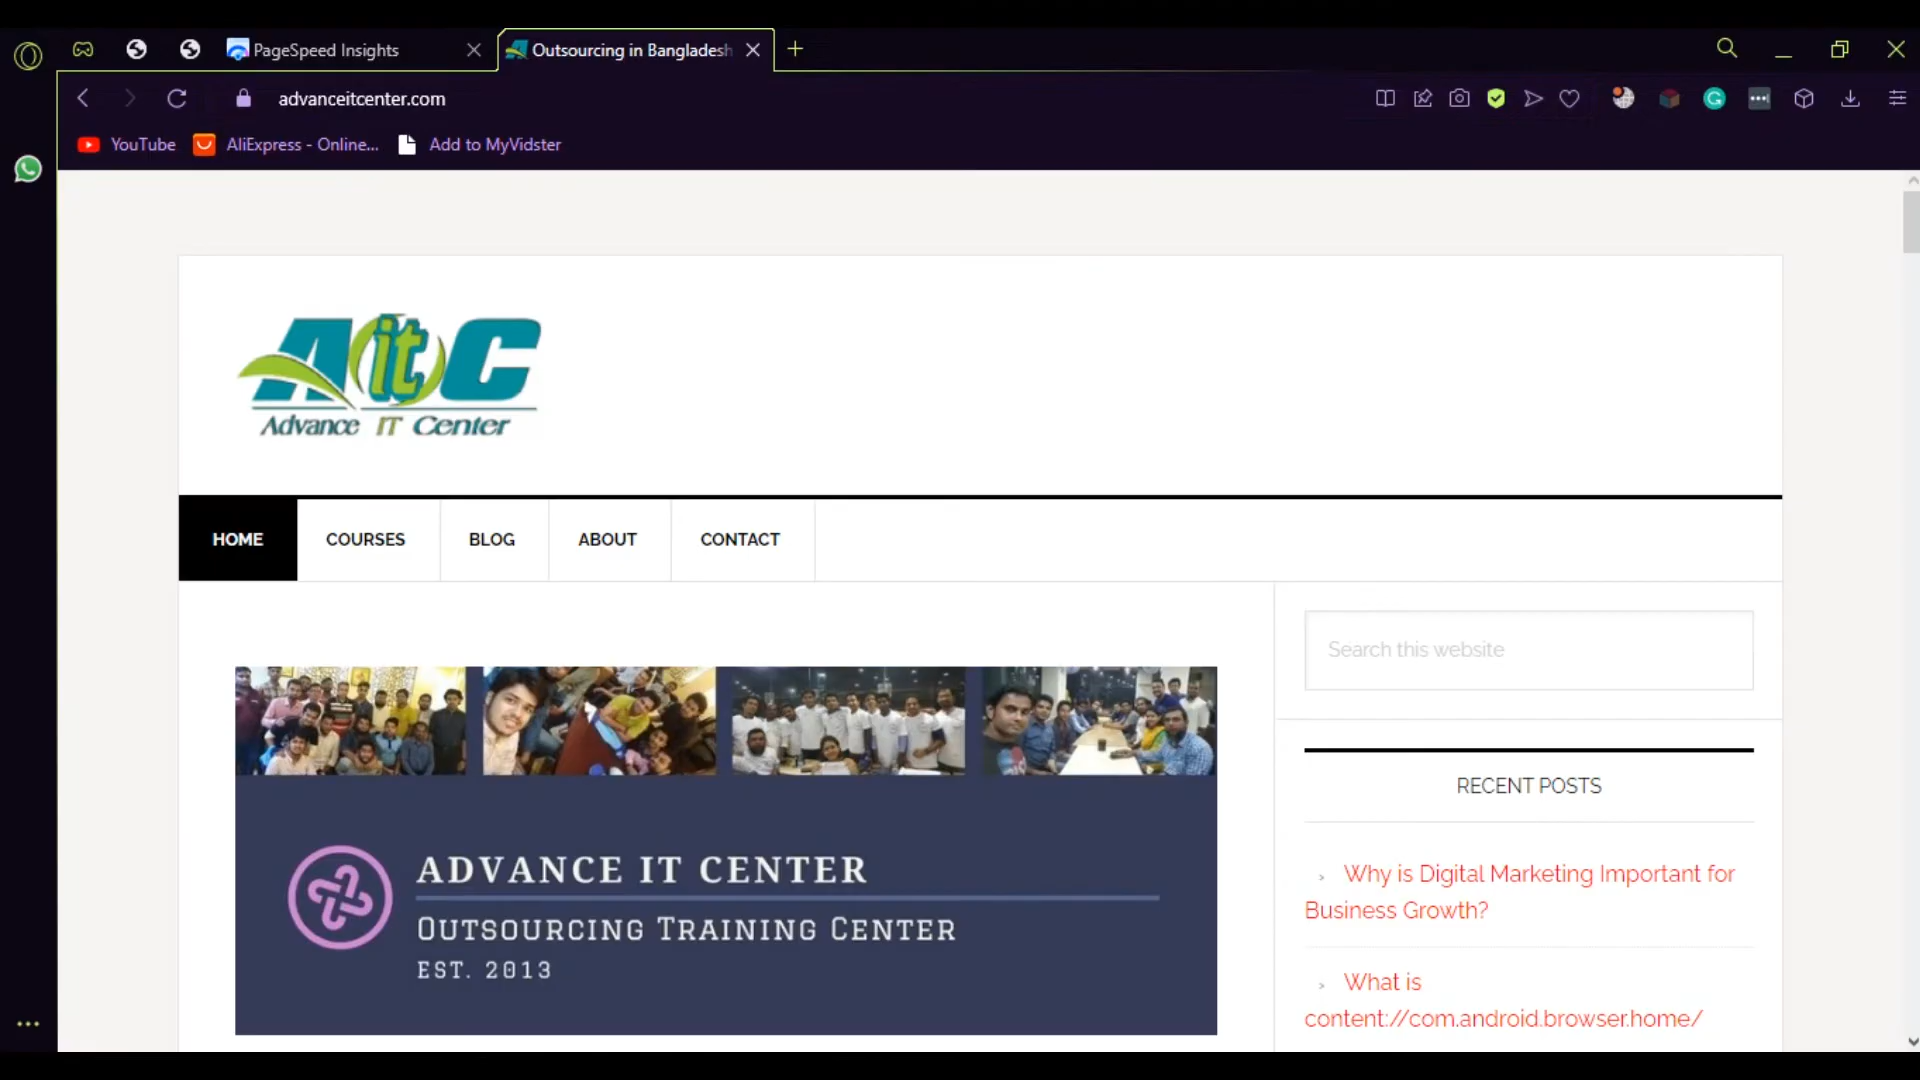 PageSpeed Insights
Outsourcing in Bangladesh
advanceitcenter.com
YouTube
AliExpress - Online...
Add to MyVidster
AitC
Advance IT Center
HOME
COURSES
BLOG
ABOUT
CONTACT
Search this website
ADVANCE IT CENTER
OUTSOURCING TRAINING CENTER
EST. 2013
RECENT POSTS
Why is Digital Marketing Important for
Business Growth?
What is
content://com.android.browser.home/